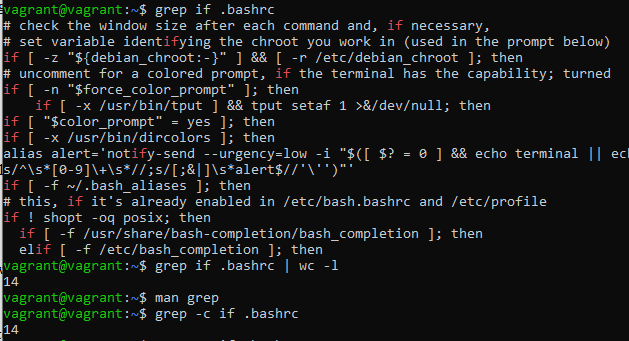 vagrant@vagrant:~$ grep if .bashrc
# check the window size after each command and, if necessary,
# set variable identifying the chroot you work in (used in the prompt below)
if [ -z "${debian_chroot:-}" ] && [ -r /etc/debian_chroot ]; then
# uncomment for a colored prompt, if the terminal has the capability; turned
if [ -n "$force_color_prompt" ]; then
    if [ -x /usr/bin/tput ] && tput setaf 1 >&/dev/null; then
if [ "$color_prompt" = yes ]; then
if [ -x /usr/bin/dircolors ]; then
alias alert='notify-send --urgency=low -i "$([ $? = 0 ] && echo terminal || ec
s/^\s*[0-9]\+\s*//;s/[;&|]\s*alert$//'\'')"'
if [ -f ~/.bash_aliases ]; then
# this, if it's already enabled in /etc/bash.bashrc and /etc/profile
if ! shopt -oq posix; then
  if [ -f /usr/share/bash-completion/bash_completion ]; then
  elif [ -f /etc/bash_completion ]; then
vagrant@vagrant:~$ grep if .bashrc | wc -l
14
vagrant@vagrant:~$ man grep
vagrant@vagrant:~$ grep -c if .bashrc
14